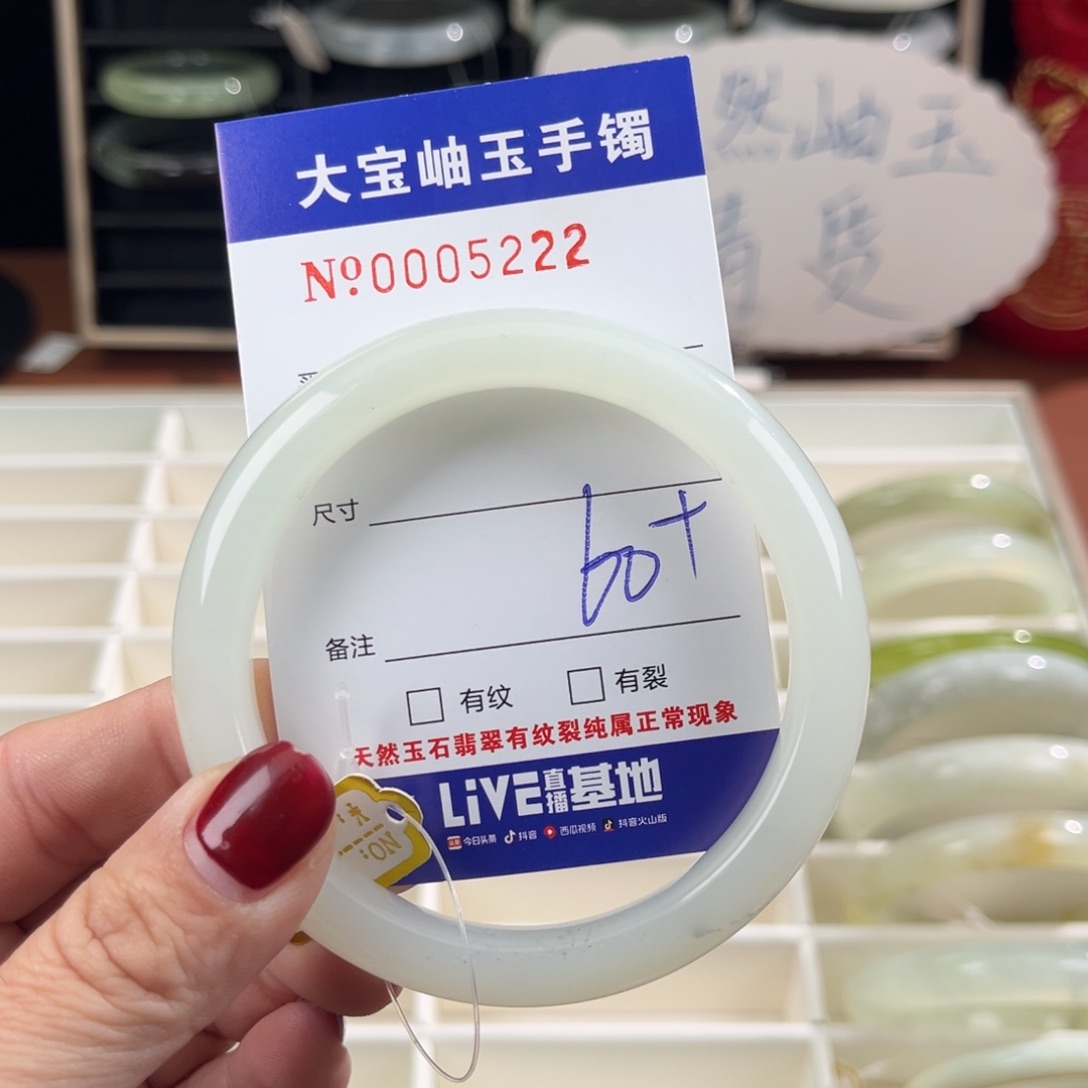 大宝岫玉手镯
然岫玉
Nº0005222
尺寸
60+
备注
有纹 有裂
天然玉石翡翠有纹裂纯属正常现象
LiVE直播基地
今日头条 抖音 西瓜视频 抖音火山版
NO: